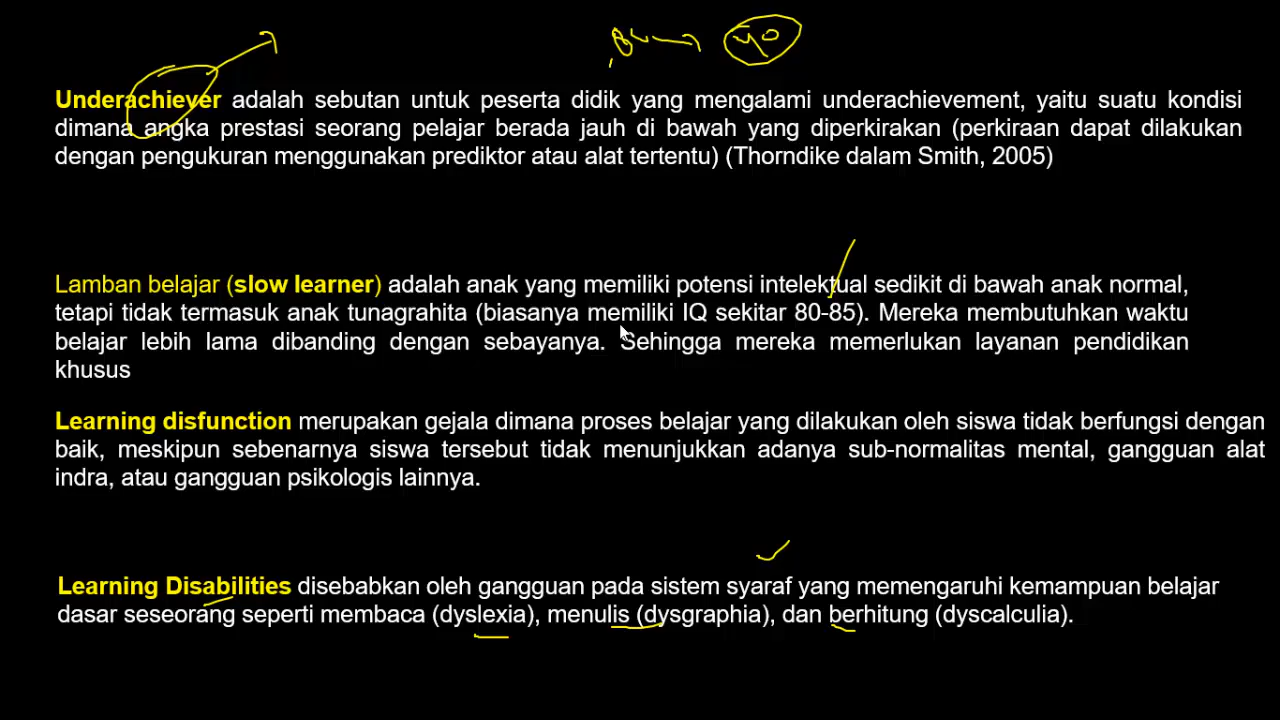 Underachiever adalah sebutan untuk peserta didik yang mengalami underachievement, yaitu suatu kondisi
dimana angka prestasi seorang pelajar berada jauh di bawah yang diperkirakan (perkiraan dapat dilakukan
dengan pengukuran menggunakan prediktor atau alat tertentu) (Thorndike dalam Smith, 2005)
Lamban belajar (slow learner) adalah anak yang memiliki potensi intelektual sedikit di bawah anak normal,
tetapi tidak termasuk anak tunagrahita (biasanya memiliki IQ sekitar 80-85). Mereka membutuhkan waktu
belajar lebih lama dibanding dengan sebayanya. Sehingga mereka memerlukan layanan pendidikan
khusus
Learning disfunction merupakan gejala dimana proses belajar yang dilakukan oleh siswa tidak berfungsi dengan
baik, meskipun sebenarnya siswa tersebut tidak menunjukkan adanya sub-normalitas mental, gangguan alat
indra, atau gangguan psikologis lainnya.
Learning Disabilities disebabkan oleh gangguan pada sistem syaraf yang memengaruhi kemampuan belajar
dasar seseorang seperti membaca (dyslexia), menulis (dysgraphia), dan berhitung (dyscalculia).